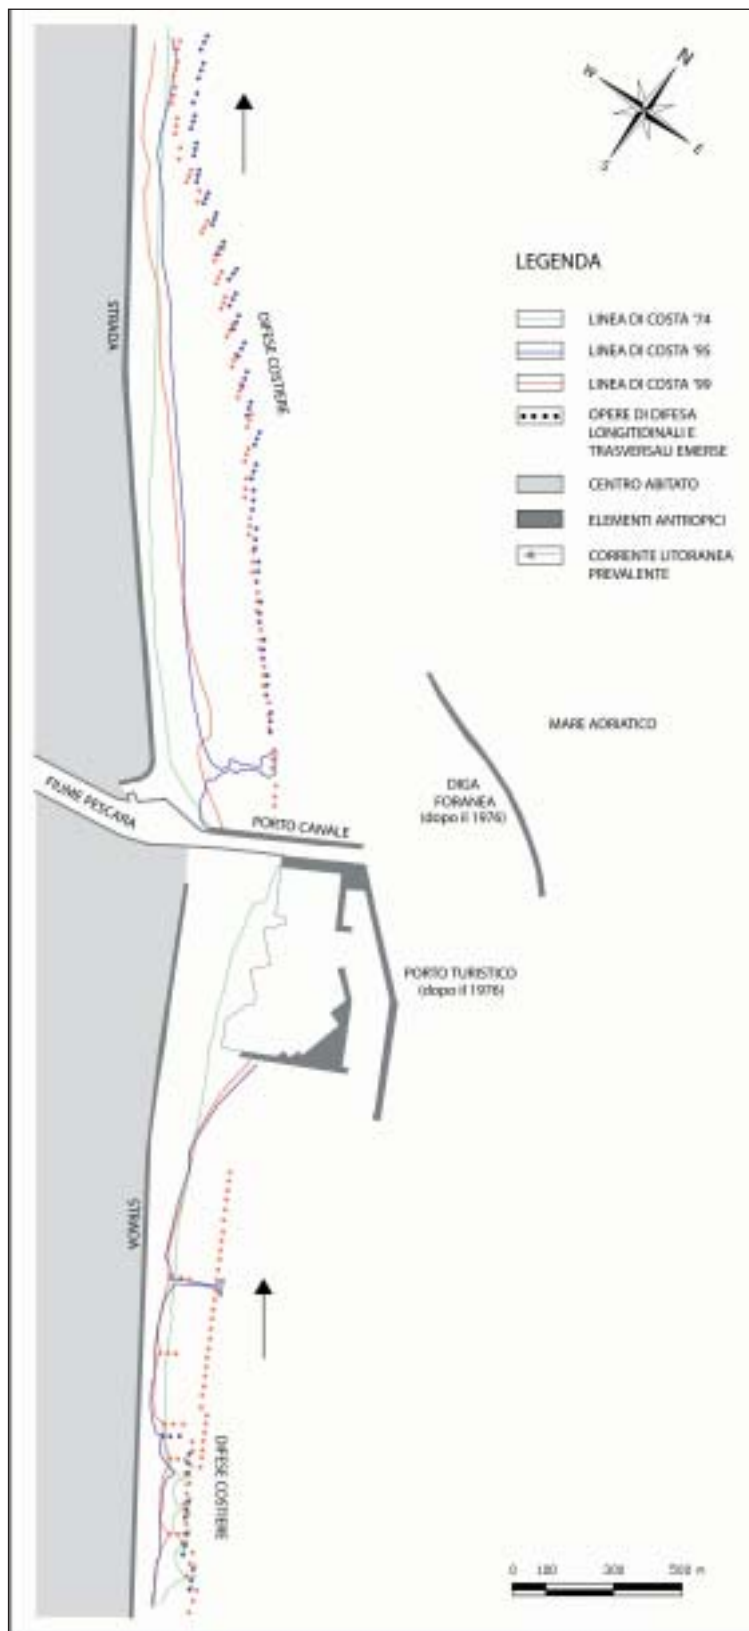 N
W
E
S
LEGENDA
LINEA DI COSTA '74
LINEA DI COSTA '95
LINEA DI COSTA '99
OPERE DI DIFESA
LONGITIDINALI E
TRASVERSALI EMERSE
CENTRO ABITATO
ELEMENTI ANTROPICI
CORRENTE LITORANEA
PREVALENTE
STRADA
DIFESE COSTIERE
MARE ADRIATICO
DIGA
FORANEA
(dopo il 1976)
FIUME PESCARA
PORTO CANALE
PORTO TURISTICO
(dopo il 1976)
STRADA
DIFESE COSTIERE
0 100 300 500 m